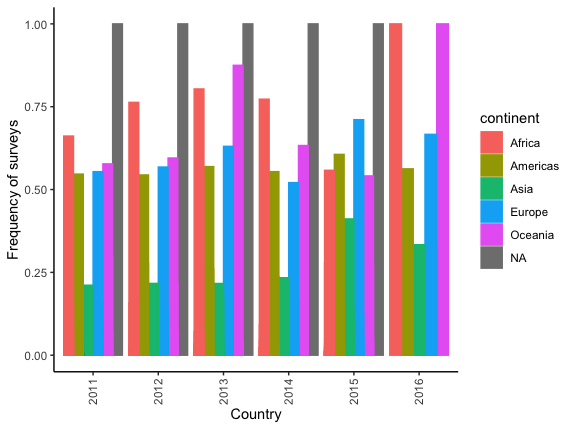 1.00
0.75
0.50
0.25
0.00
Frequency of surveys
2011
2012
2013
2014
2015
2016
Country
continent
Africa
Americas
Asia
Europe
Oceania
NA